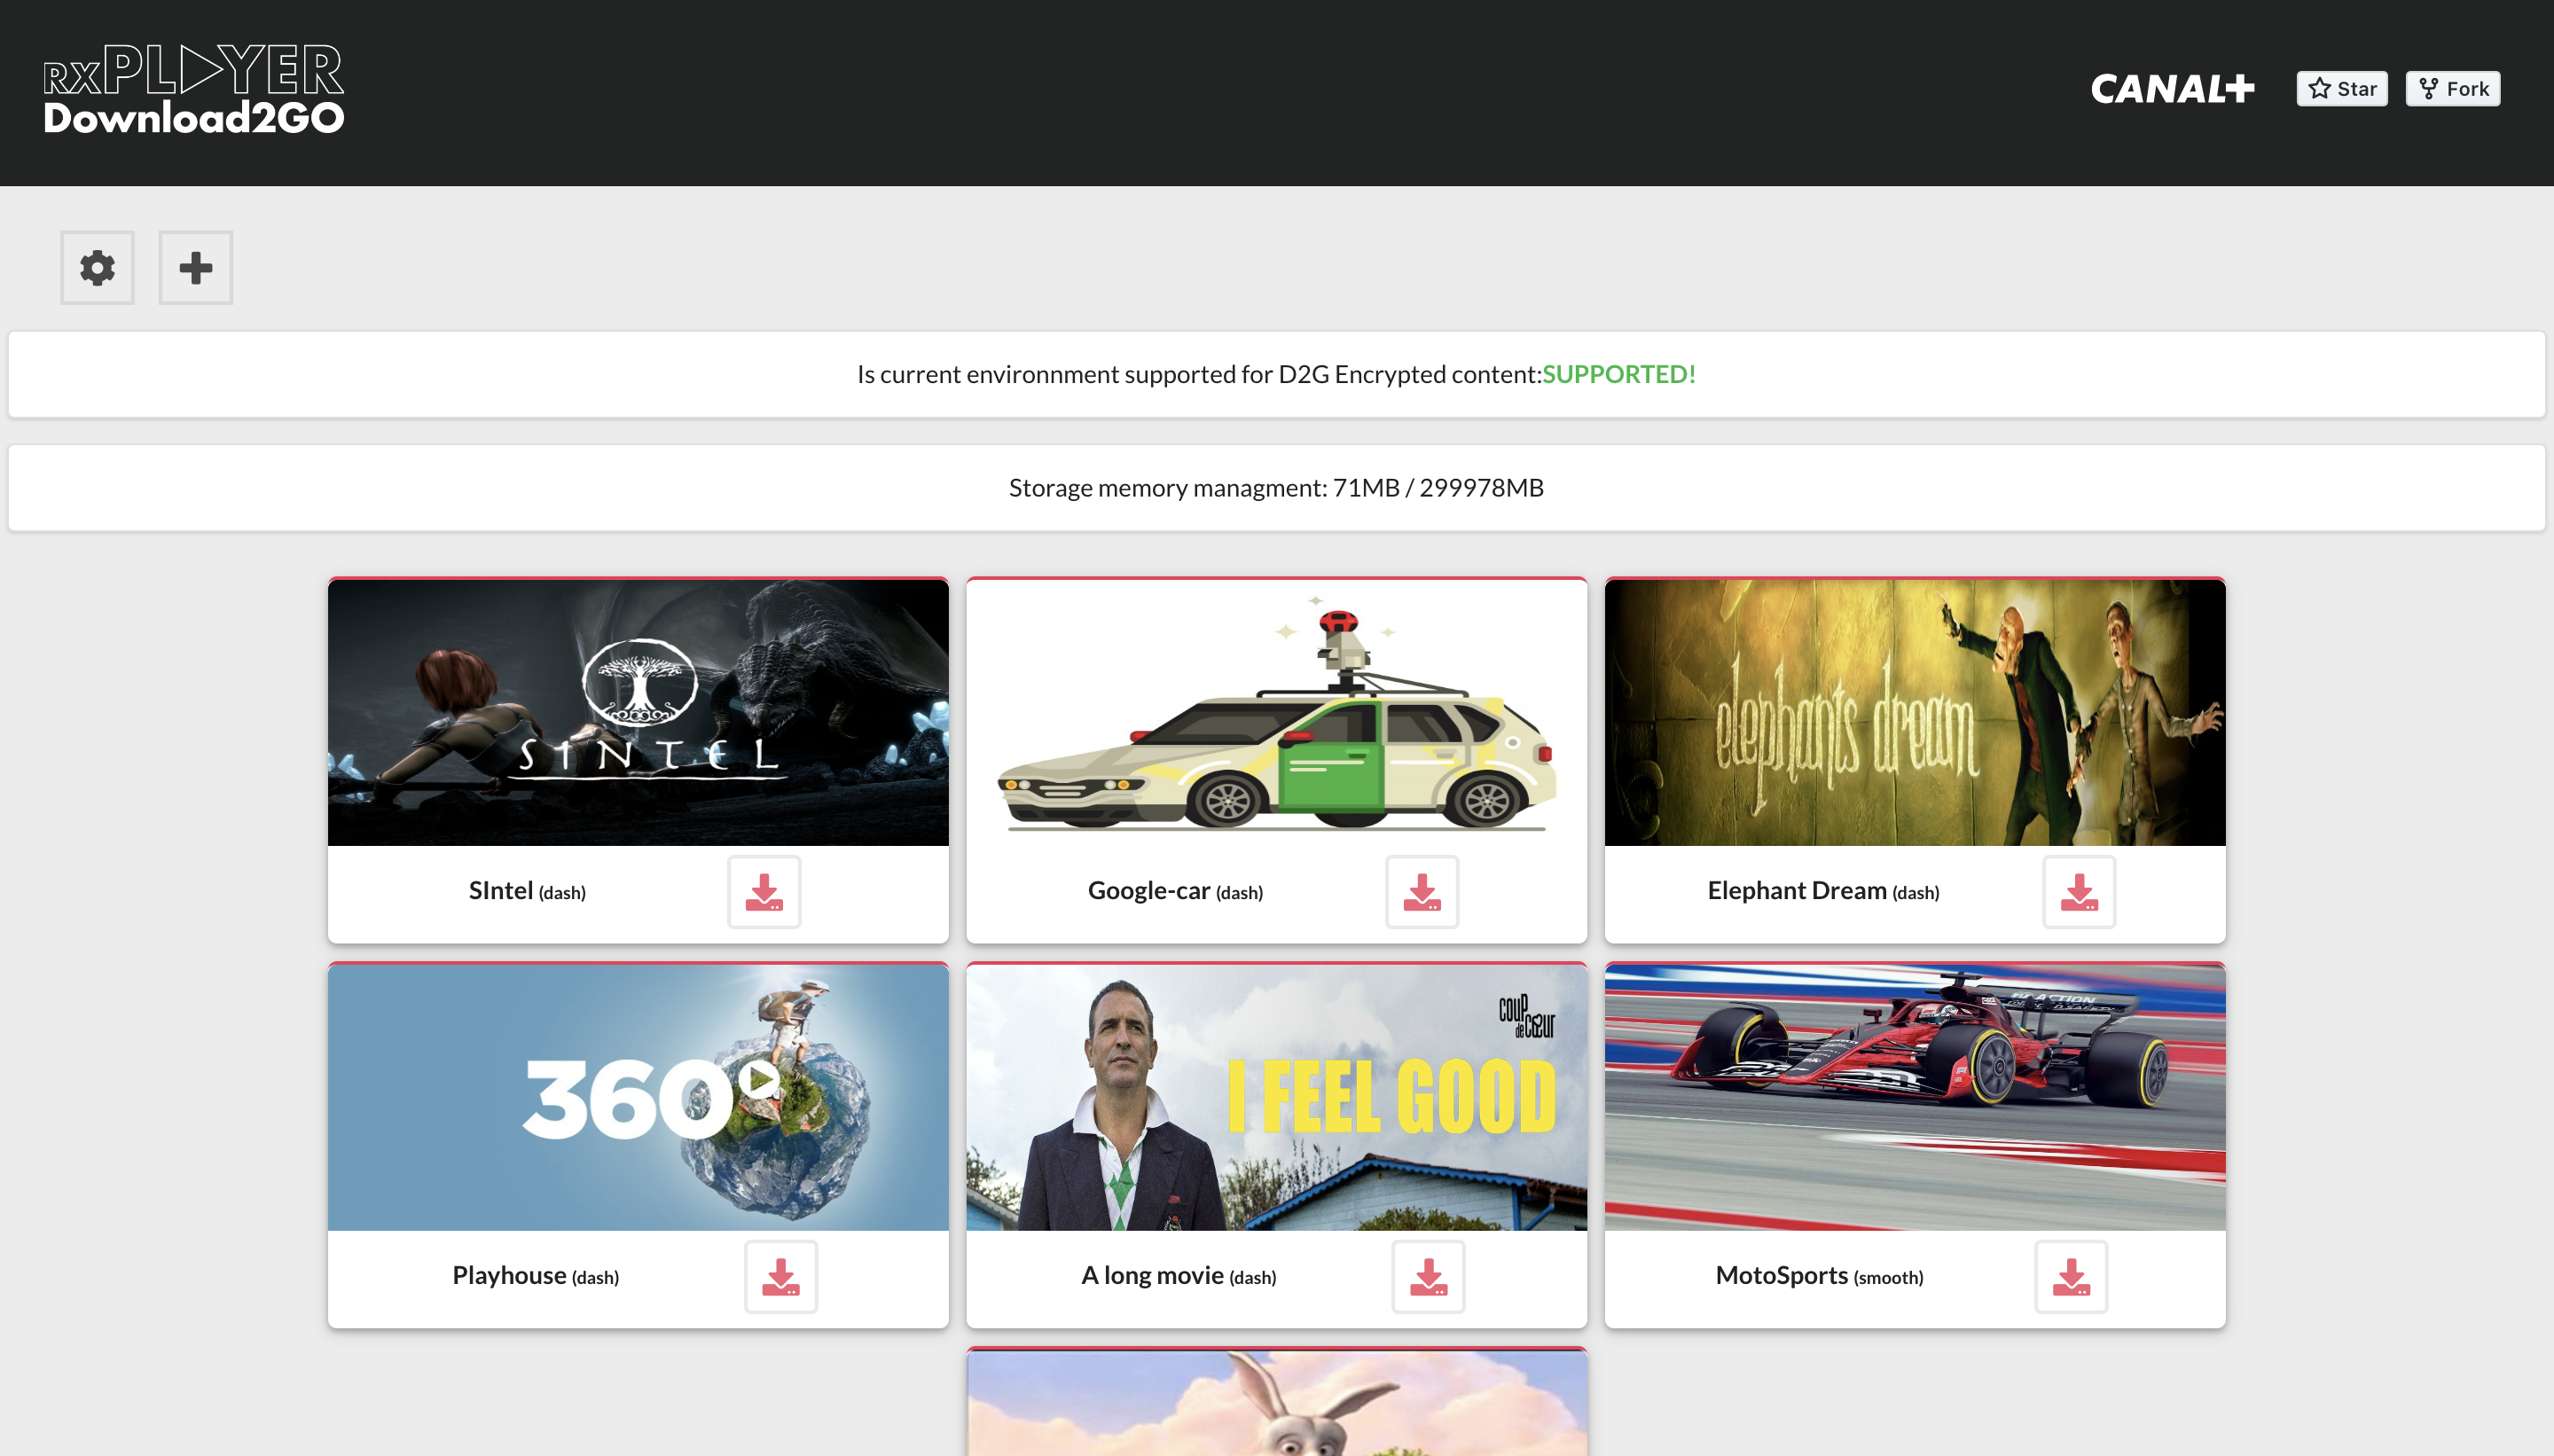 RXPLAYER
Download2GO
CANAL+
Star
Fork
Is current environnment supported for D2G Encrypted content:SUPPORTED!
Storage memory managment: 71MB / 299978MB
SINTEL
elephants dream
SIntel (dash)
Google-car (dash)
Elephant Dream (dash)
360°
coup
de cœur
I FEEL GOOD
Playhouse (dash)
A long movie (dash)
MotoSports (smooth)